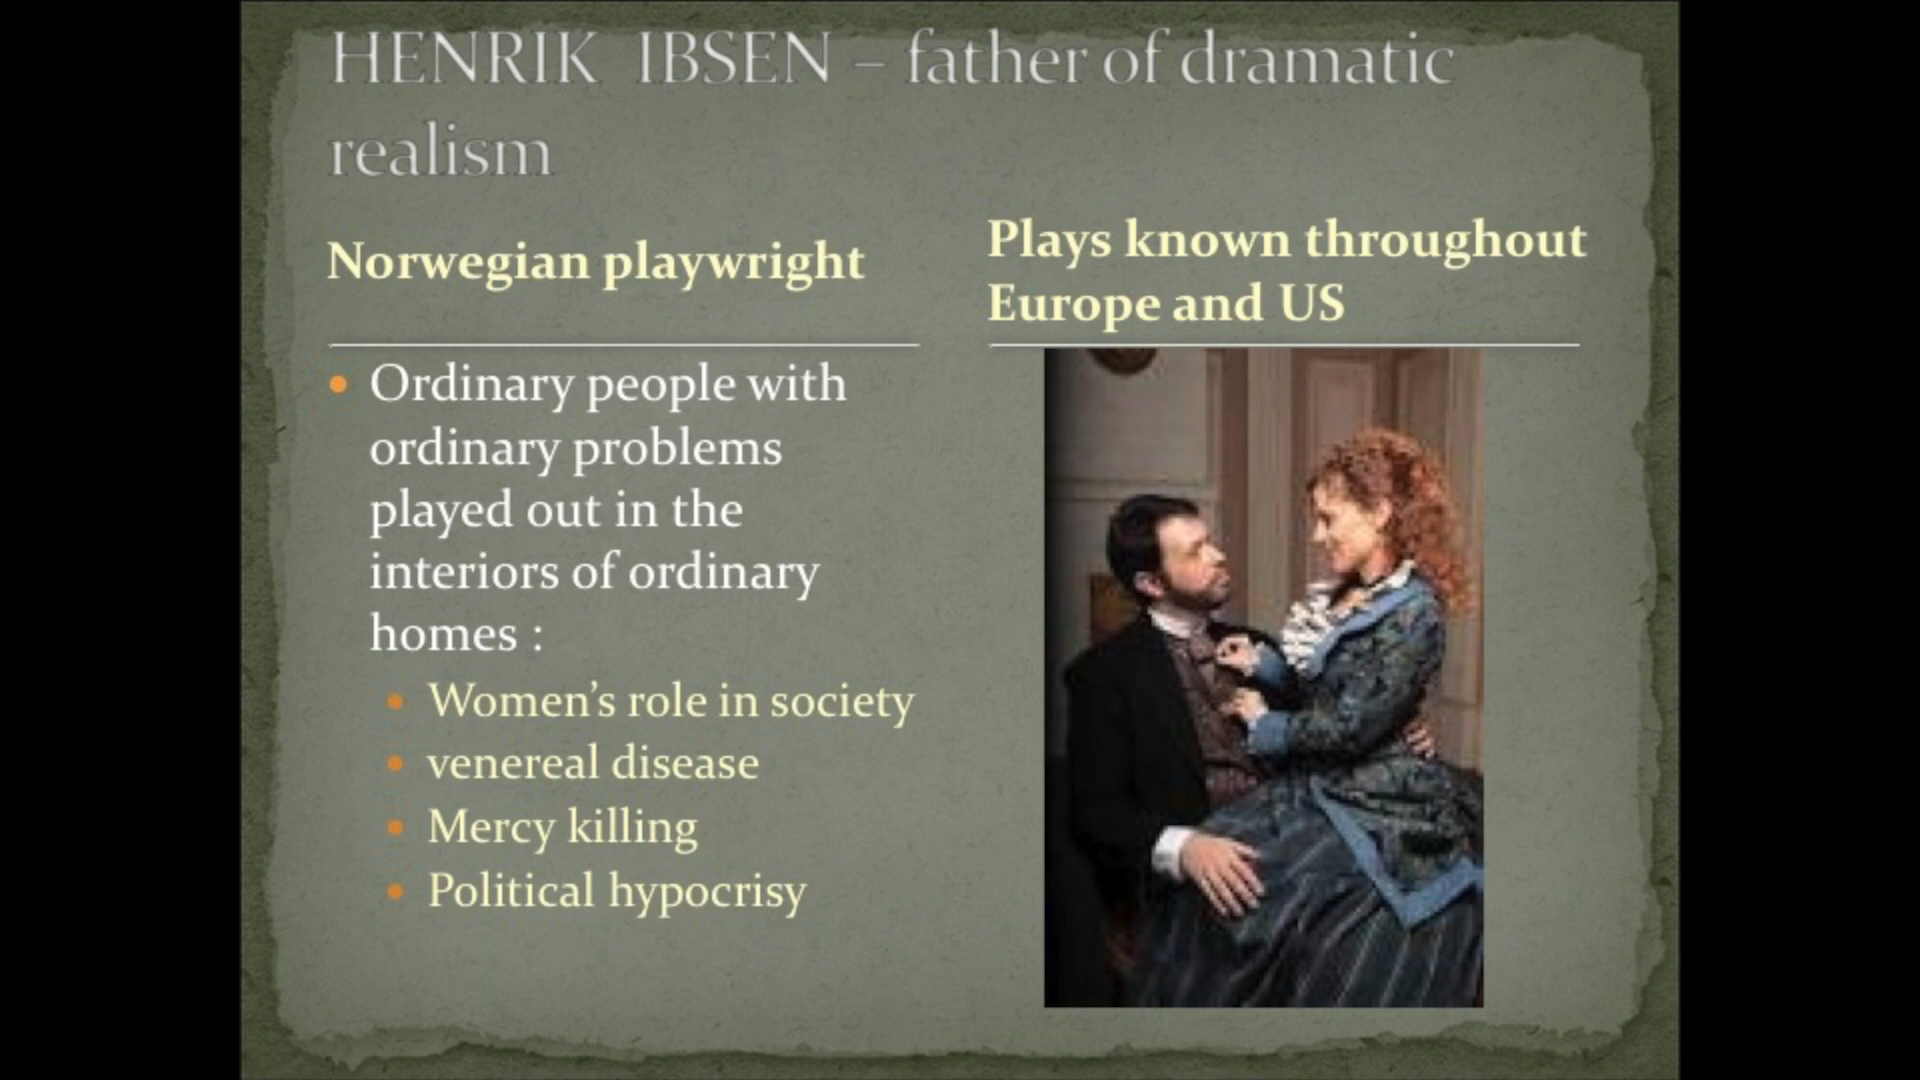 HENRIK IBSEN – father of dramatic
realism
Norwegian playwright
Plays known throughout
Europe and US
• Ordinary people with
ordinary problems
played out in the
interiors of ordinary
homes :
• Women’s role in society
• venereal disease
• Mercy killing
• Political hypocrisy